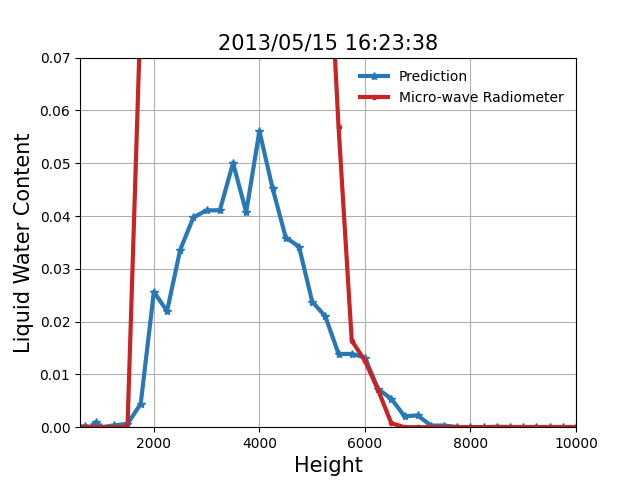 2013/05/15 16:23:38
Prediction
Micro-wave Radiometer
0.07
0.06
0.05
0.04
0.03
0.02
0.01
0.00
Liquid Water Content
2000 4000 6000 8000 10000
Height